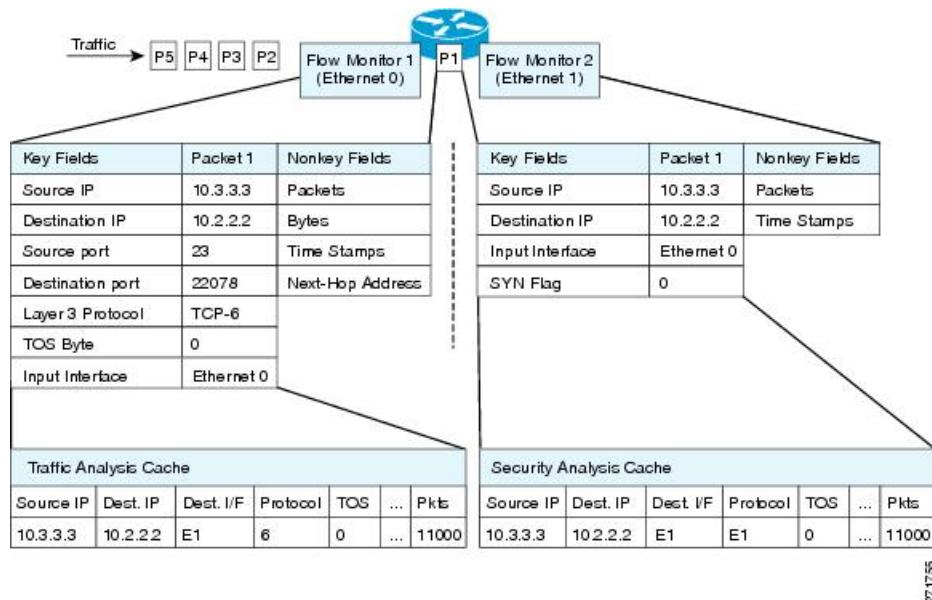 Traffic
P5 P4 P3 P2
Flow Monitor 1
(Ethernet 0)
P1
Flow Monitor 2
(Ethernet 1)
Key Fields Packet 1 Nonkey Fields
Source IP 10.3.3.3 Packets
Destination IP 10.2.2.2 Bytes
Source port 23 Time Stamps
Destination port 22078 Next-Hop Address
Layer 3 Protocol TCP-6
TOS Byte 0
Input Interface Ethernet 0
Key Fields Packet 1 Nonkey Fields
Source IP 10.3.3.3 Packets
Destination IP 10.2.2.2 Time Stamps
Input Interface Ethernet 0
SYN Flag 0
Traffic Analysis Cache
Source IP Dest. IP Dest. I/F Protocol TOS ... Pkts
10.3.3.3 10.2.2.2 E1 6 0 ... 11000
Security Analysis Cache
Source IP Dest. IP Dest. I/F Protocol TOS ... Pkts
10.3.3.3 10.2.2.2 E1 E1 0 ... 11000
271755